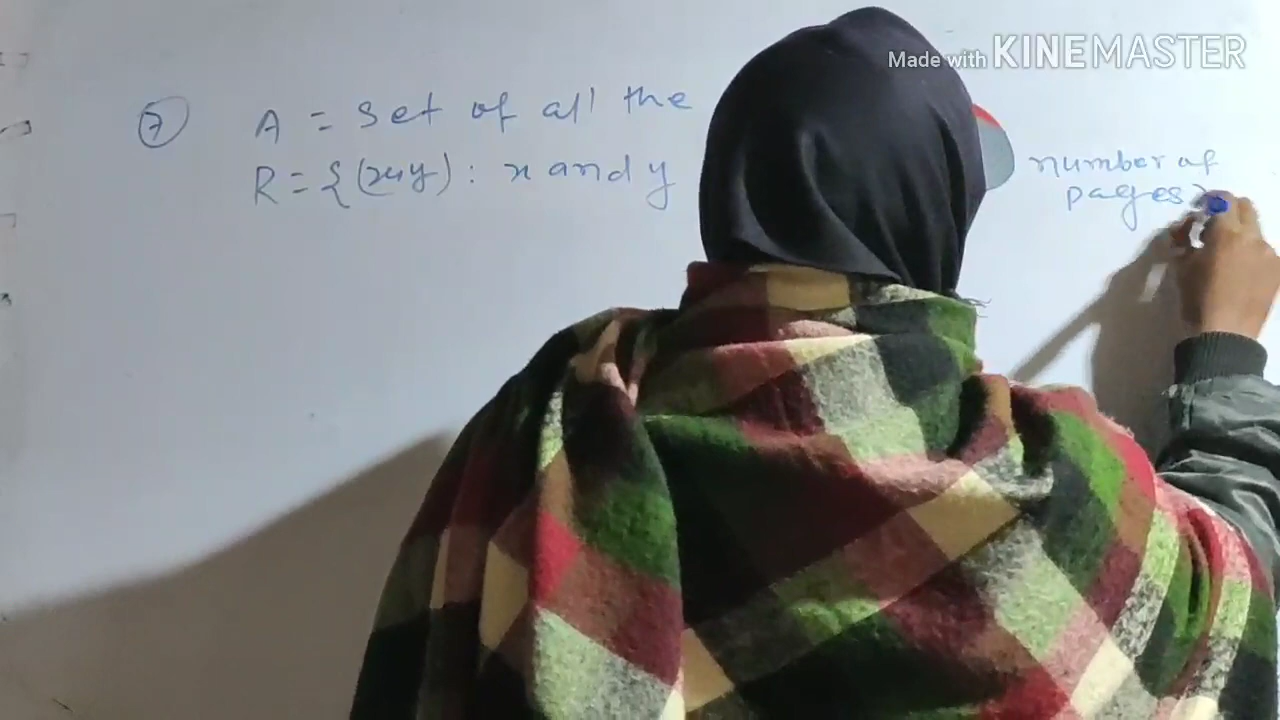 Made with KINEMASTER
⑦ A = set of all the
R = {(x,y) : x and y number of
pages}